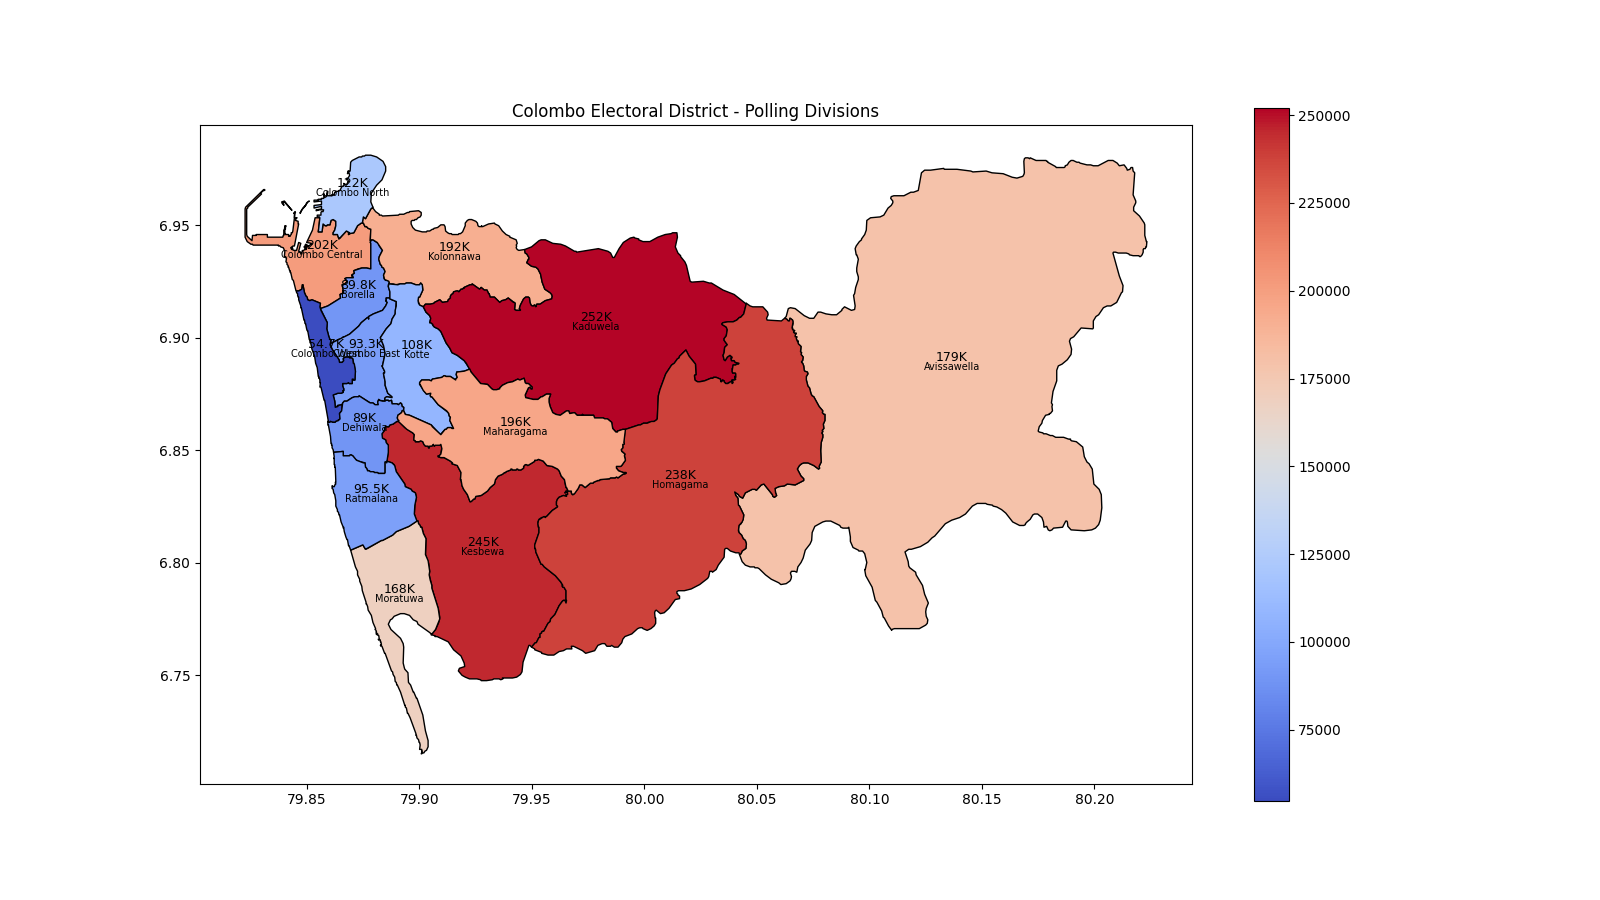 Colombo Electoral District - Polling Divisions
122K
Colombo North
202K
Colombo Central
192K
Kolonnawa
89.8K
Borella
252K
Kaduwela
54.7K
Colombo West
93.3K
Colombo East
108K
Kotte
179K
Avissawella
89K
Dehiwala
196K
Maharagama
238K
Homagama
95.5K
Ratmalana
245K
Kesbewa
168K
Moratuwa
6.95
6.90
6.85
6.80
6.75
79.85
79.90
79.95
80.00
80.05
80.10
80.15
80.20
250000
225000
200000
175000
150000
125000
100000
75000